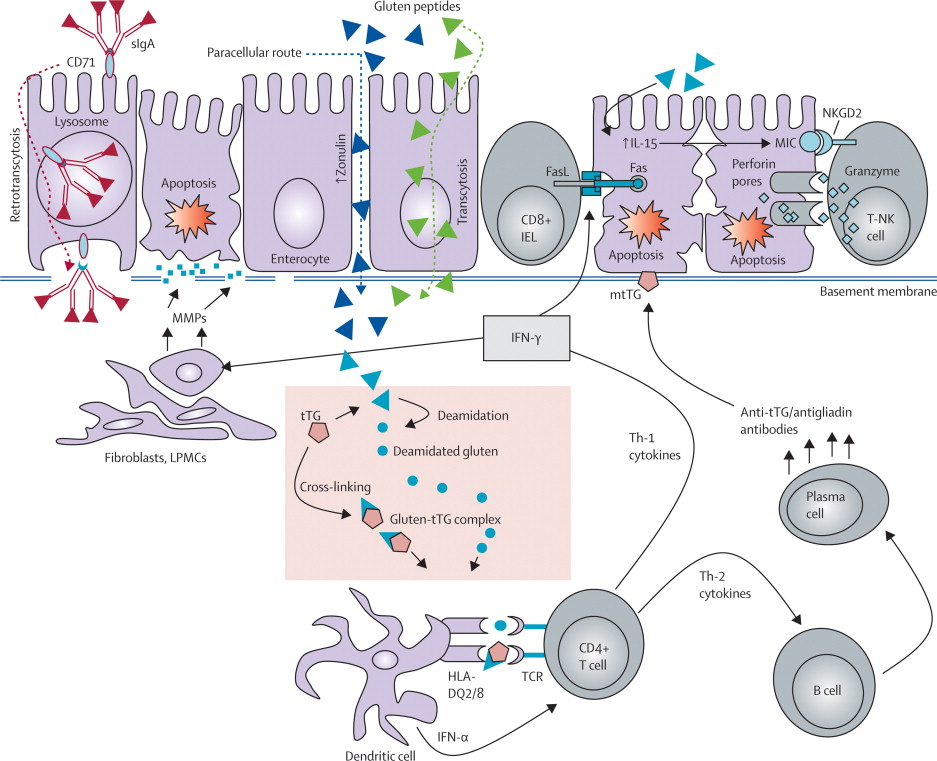 Gluten peptides
sIgA
Paracellular route
CD71
Lysosome
Retrotranscytosis
Apoptosis
↑Zonulin
Transcytosis
Enterocyte
NKGD2
↑IL-15
MIC
FasL
Fas
Perforin
pores
Granzyme
CD8+
IEL
T-NK
cell
Apoptosis
Apoptosis
mtTG
Basement membrane
MMPs
IFN-γ
Fibroblasts, LPMCs
tTG
Deamidation
Deamidated gluten
Cross-linking
Gluten-tTG complex
Th-1
cytokines
Anti-tTG/antigliadin
antibodies
Plasma
cell
Th-2
cytokines
CD4+
T cell
HLA-
DQ2/8
TCR
B cell
IFN-α
Dendritic cell